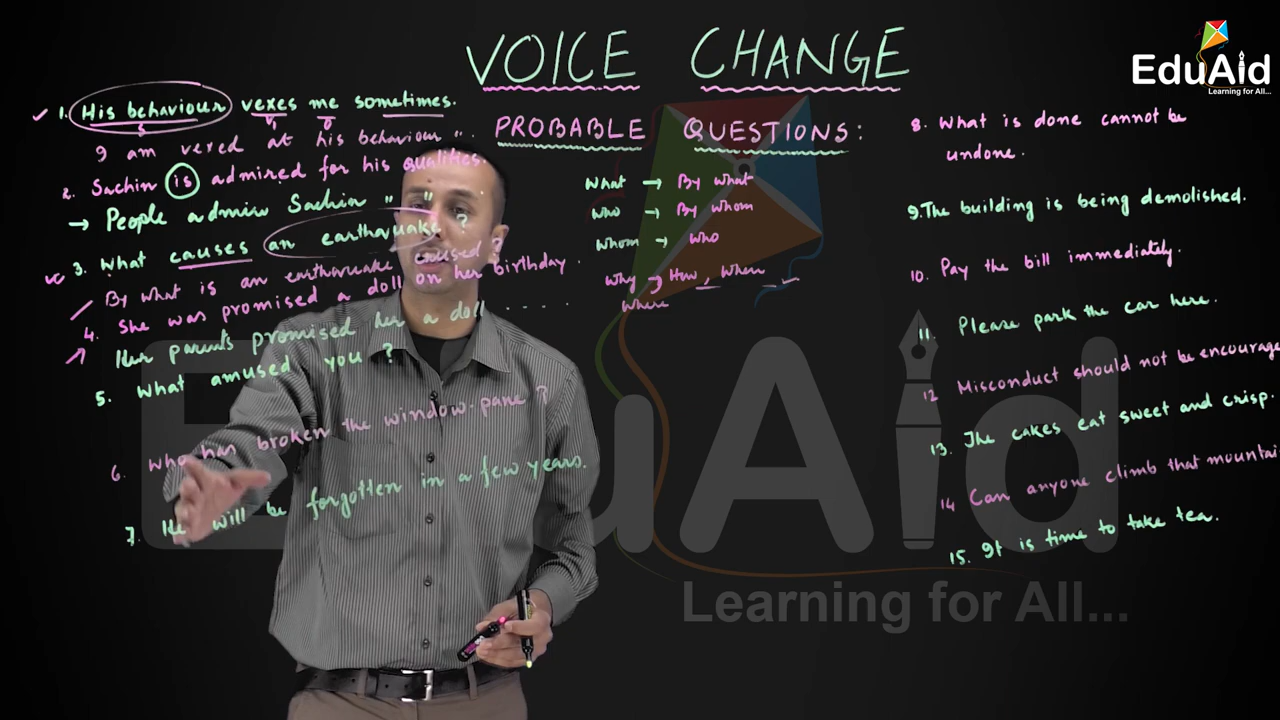 VOICE CHANGE
EduAid
Learning for All...
1. His behaviour vexes me sometimes.
S V O
9 am vexed at his behaviour " .
2. Sachin is admired for his qualities.
→ People admire Sachin " "
3. What causes an earthquake ?
By what is an earthquake caused ?
4. She was promised a doll on her birthday.
Her parents promised her a doll . . . .
5. What amused you ?
6. Who has broken the window-pane ?
7. He will be forgotten in a few years.
PROBABLE QUESTIONS:
What → By what
Who → By whom
Whom → Who
Why → How, When
Where
8. What is done cannot be
undone.
9. The building is being demolished.
10. Pay the bill immediately.
11. Please park the car here.
12 Misconduct should not be encourage
13. The cakes eat sweet and crisp.
14 Can anyone climb that mountai
15. 9t is time to take tea.
EduAid
Learning for All...